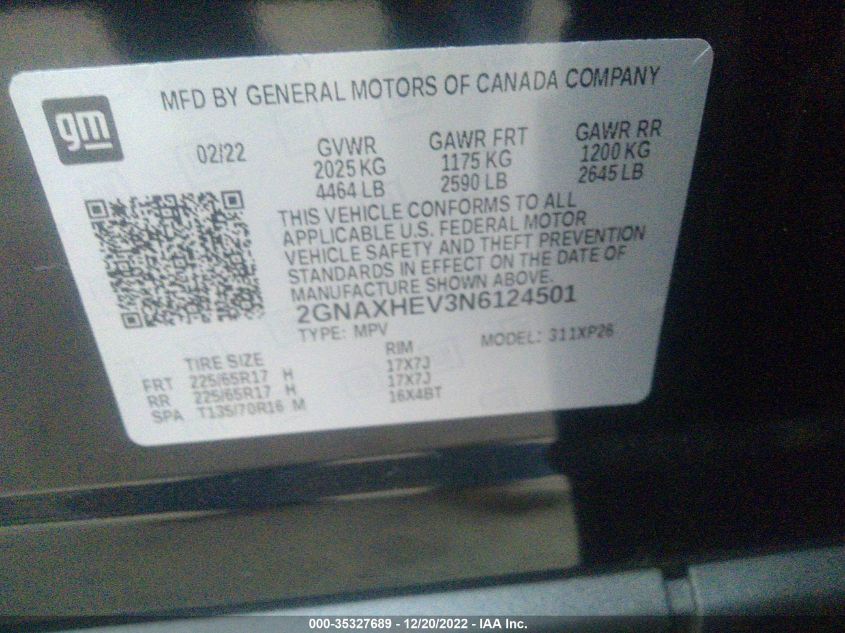 MFD BY GENERAL MOTORS OF CANADA COMPANY
gm
02/22
GVWR GAWR FRT GAWR RR
2025 KG 1175 KG 1200 KG
4464 LB 2590 LB 2645 LB
THIS VEHICLE CONFORMS TO ALL
APPLICABLE U.S. FEDERAL MOTOR
VEHICLE SAFETY AND THEFT PREVENTION
STANDARDS IN EFFECT ON THE DATE OF
MANUFACTURE SHOWN ABOVE.
2GNAXHEV3N6124501
TYPE: MPV MODEL: 311XP26
TIRE SIZE RIM
FRT 225/65R17 H 17X7J
RR 225/65R17 H 17X7J
SPA T135/70R16 M 16X4BT
000-35327689 - 12/20/2022 - IAA Inc.